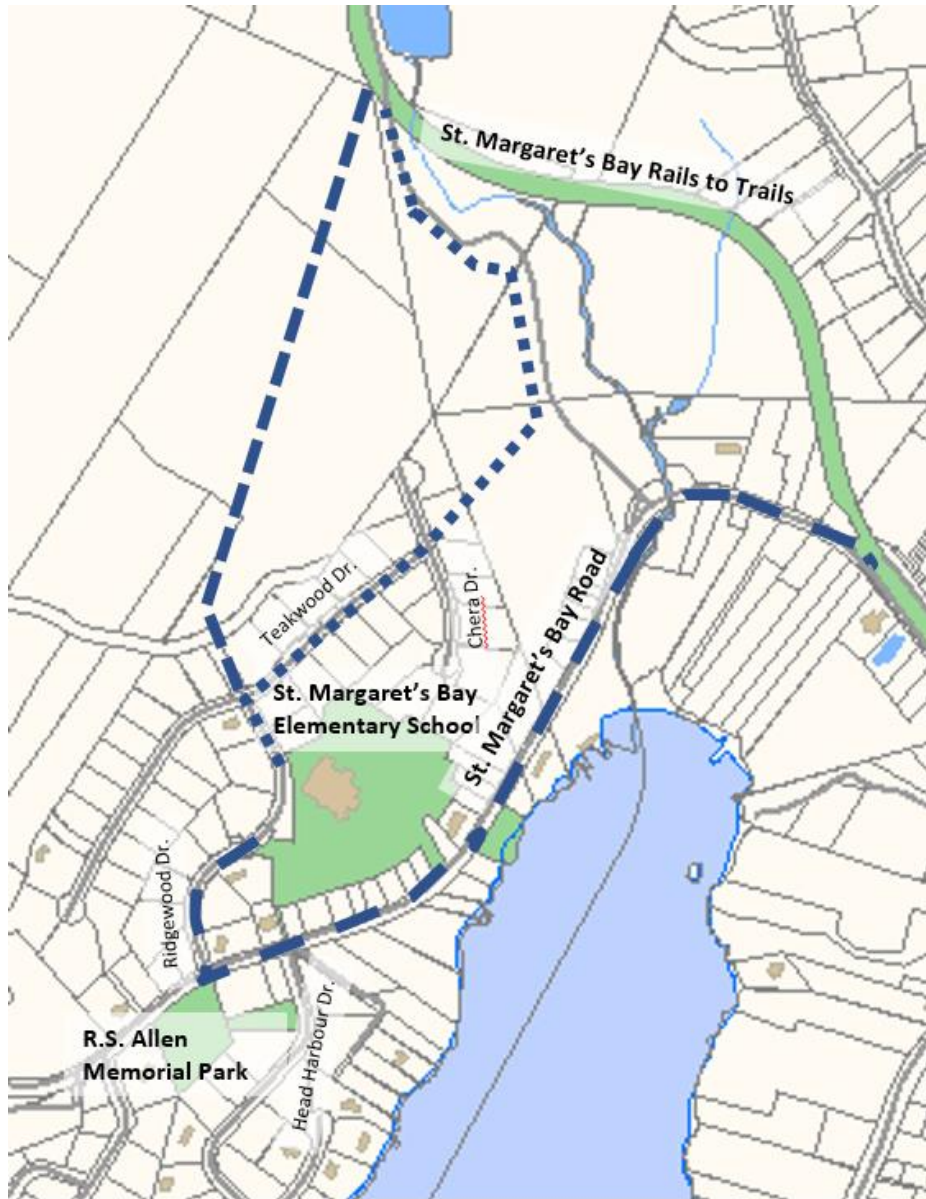 St. Margaret's Bay Rails to Trails
Teakwood Dr.
Chera Dr.
St. Margaret's Bay Road
St. Margaret's Bay
Elementary School
Ridgewood Dr.
R.S. Allen
Memorial Park
Head Harbour Dr.